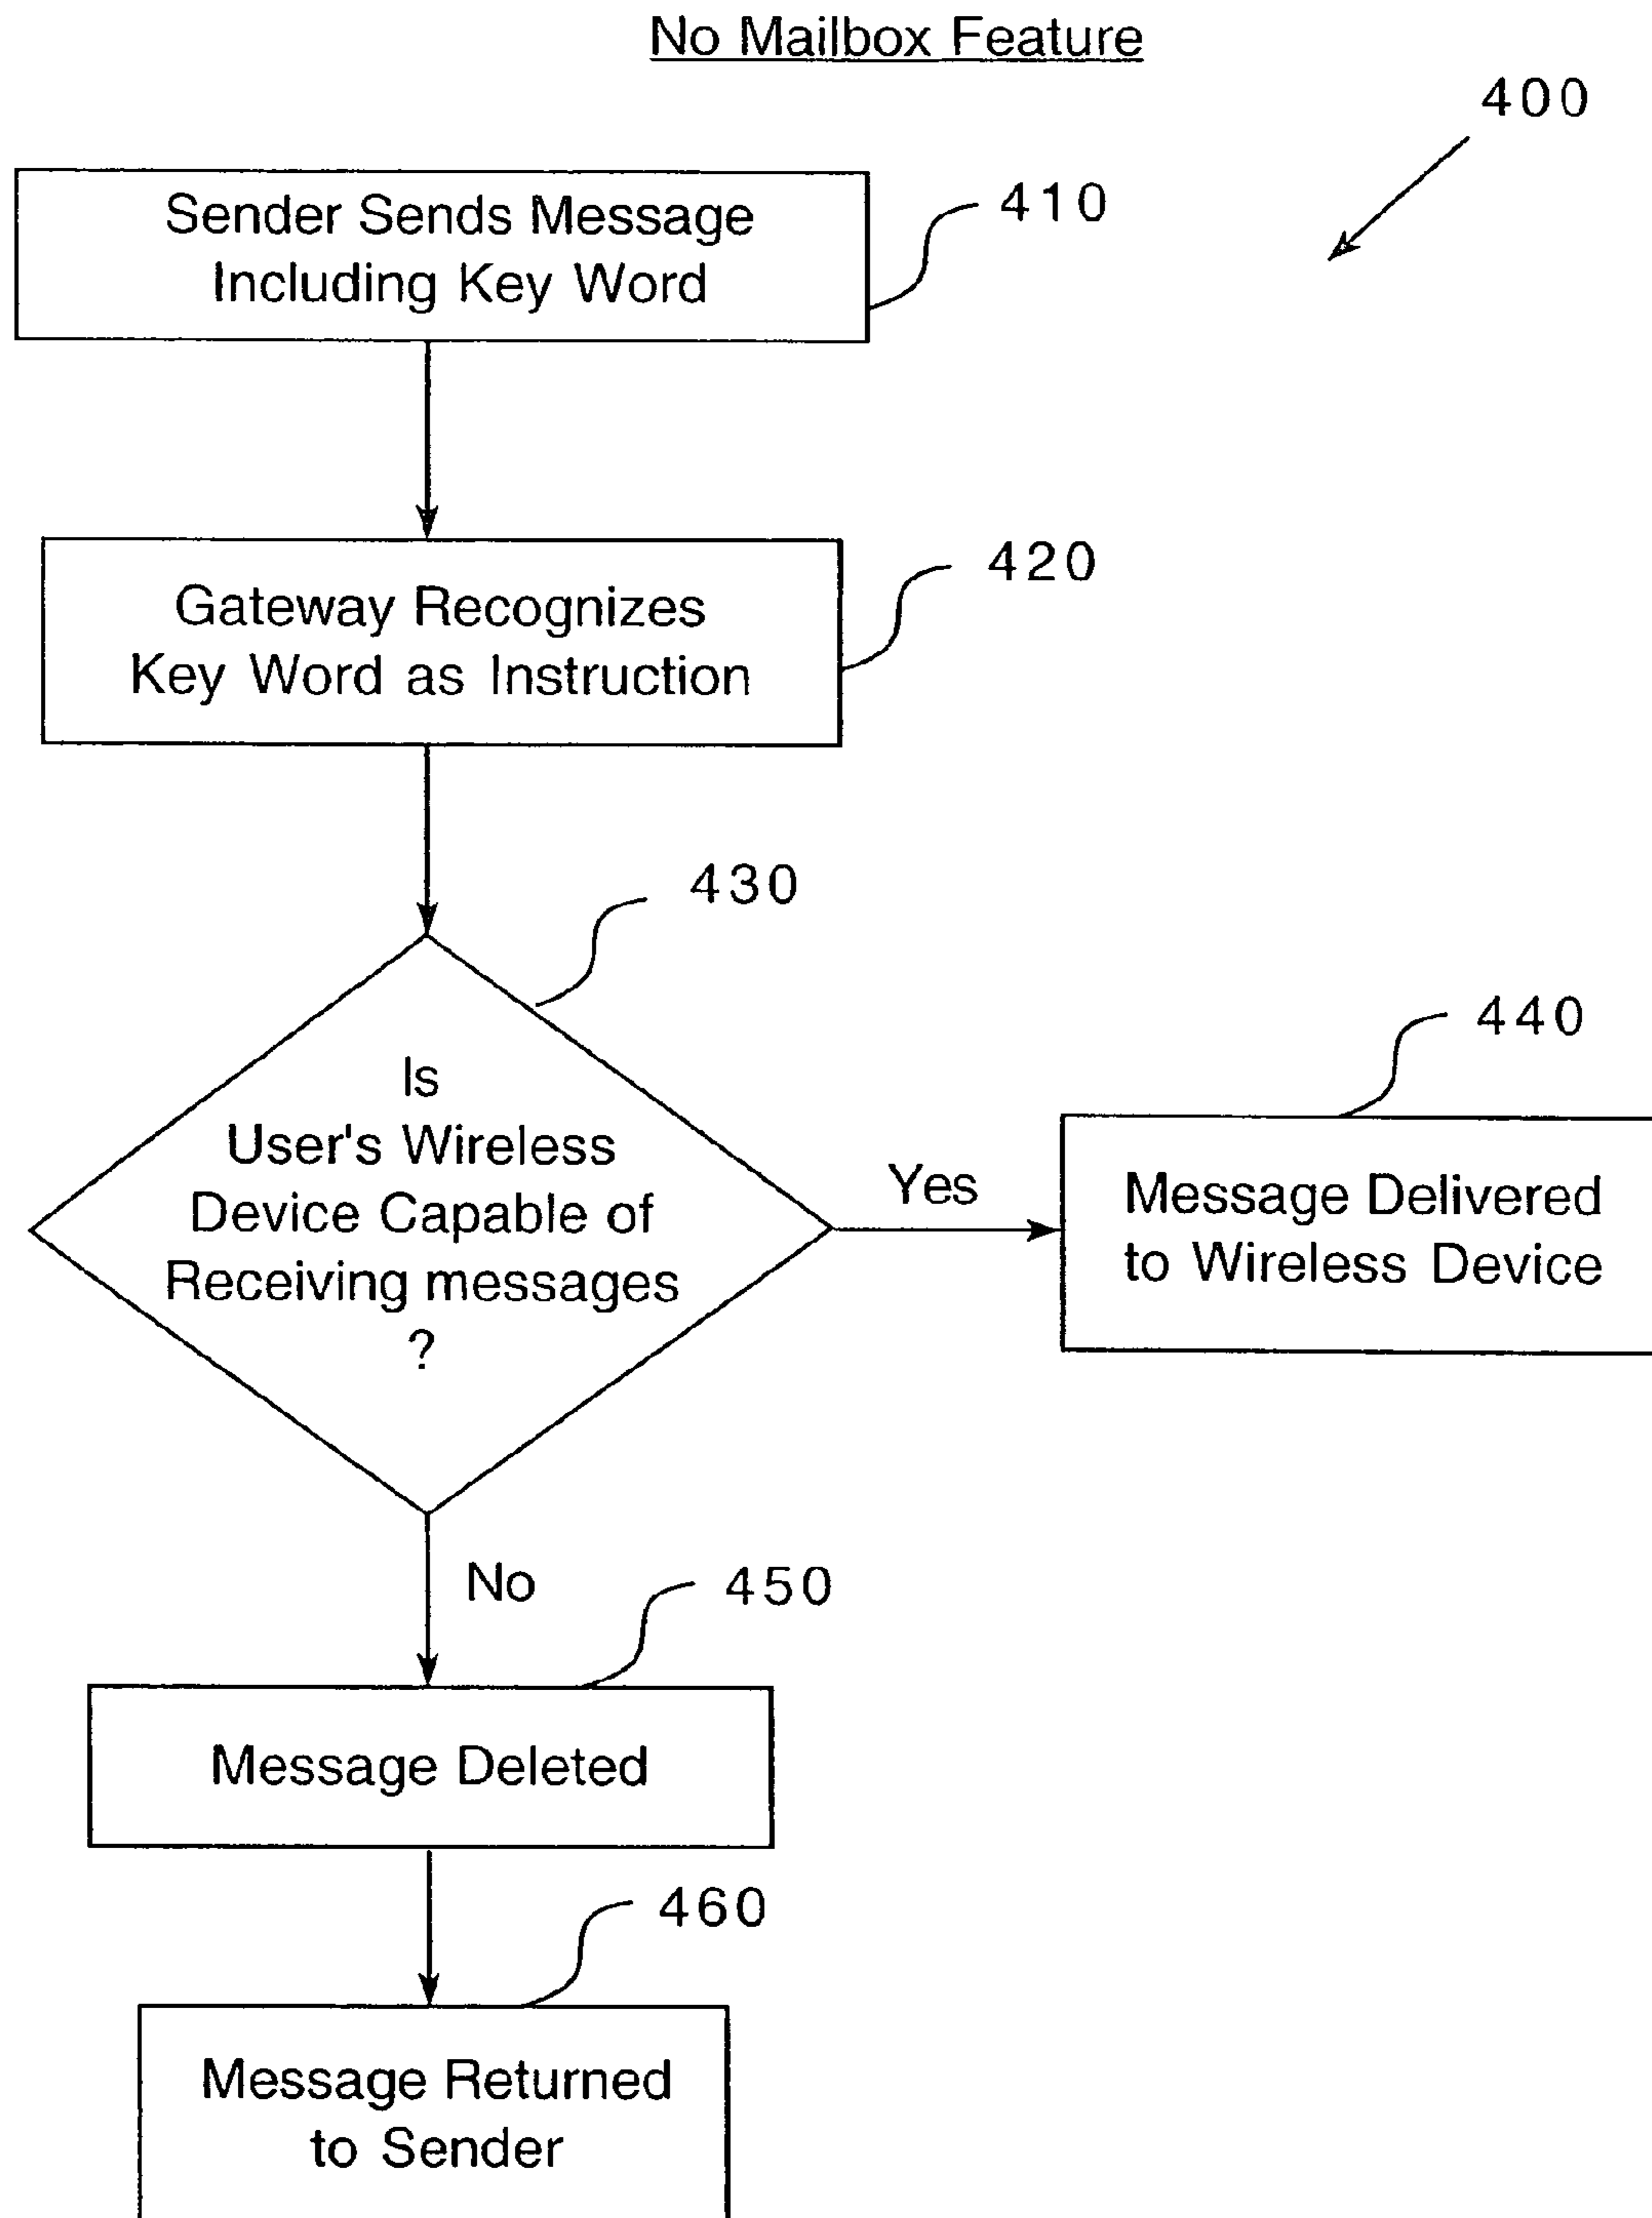 No Mailbox Feature
400
Sender Sends Message
Including Key Word
410
Gateway Recognizes
Key Word as Instruction
420
430
Is
User's Wireless
Device Capable of
Receiving messages
?
Yes
440
Message Delivered
to Wireless Device
No
450
Message Deleted
460
Message Returned
to Sender